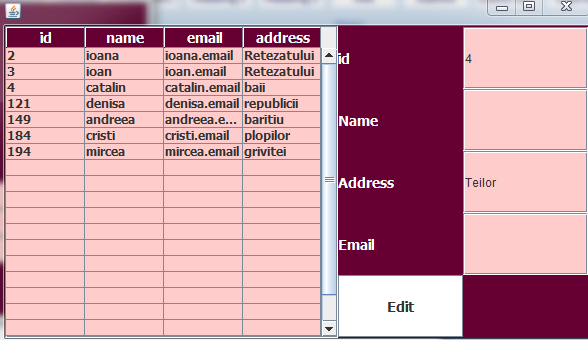 id name email address
2 ioana ioana.email Retezatului
3 ioan ioan.email Retezatului
4 catalin catalin.email baii
121 denisa denisa.email republicii
149 andreea andreea.e... baritiu
184 cristi cristi.email plopilor
194 mircea mircea.email grivitei
id 4
Name
Address Teilor
Email
Edit